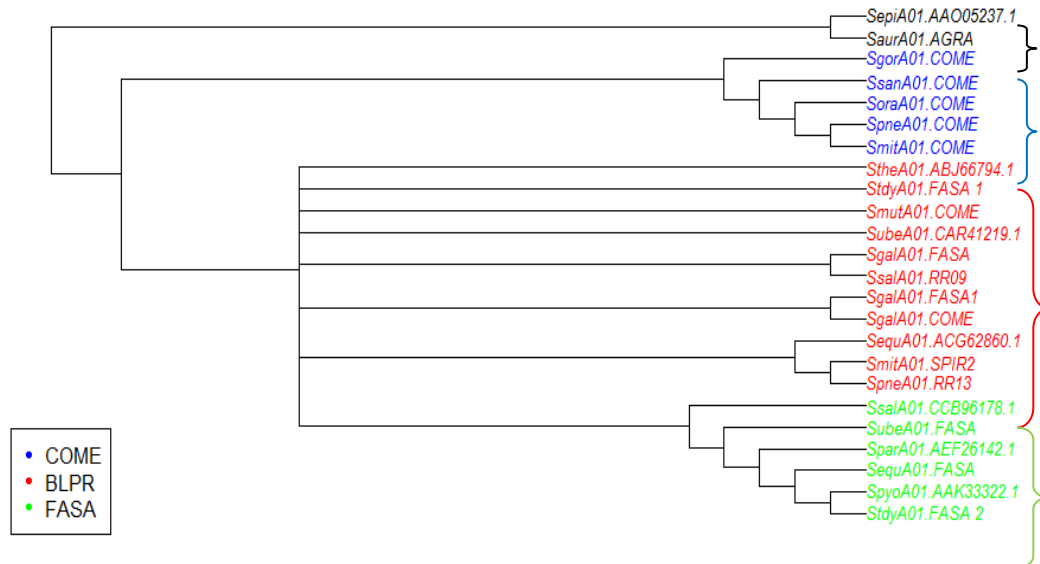 SepiA01.AAO05237.1
SaurA01.AGRA
SgorA01.COME
SsanA01.COME
SoraA01.COME
SpneA01.COME
SmitA01.COME
StheA01.ABJ66794.1
StdyA01.FASA 1
SmutA01.COME
SubeA01.CAR41219.1
SgalA01.FASA
SsalA01.RR09
SgalA01.FASA1
SgalA01.COME
SequA01.ACG62860.1
SmitA01.SPIR2
SpneA01.RR13
SsalA01.CCB96178.1
SubeA01.FASA
SparA01.AEF26142.1
SequA01.FASA
SpyoA01.AAK33322.1
StdyA01.FASA 2
COME
BLPR
FASA